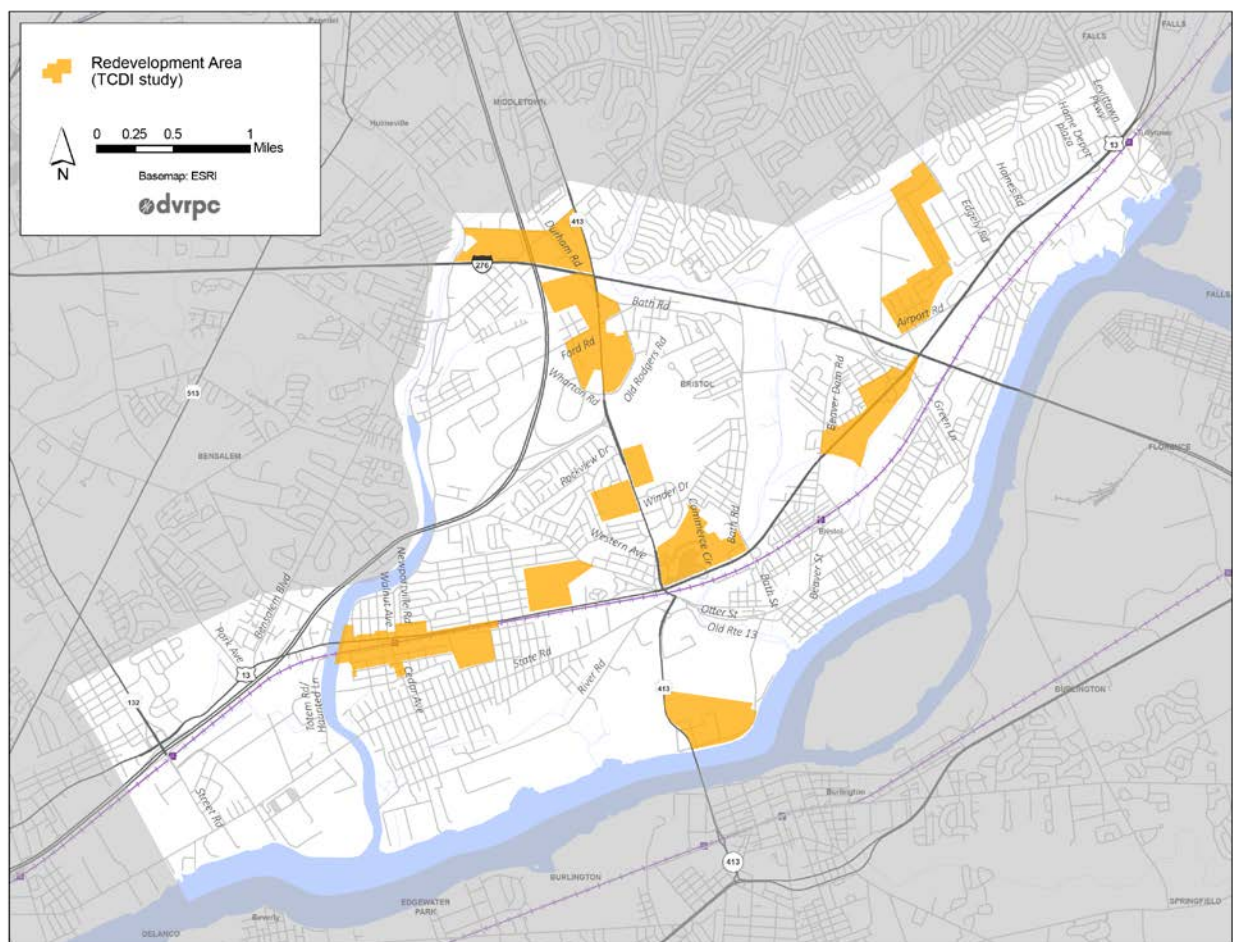 Redevelopment Area
(TCDI study)
0 0.25 0.5 1
Miles
N
Basemap: ESRI
dvrpc
FALLS
FALLS
MIDDLETOWN
Hulmeville
Levittown Pkwy
Home Depot plaza
Tullytown
13
413
Durham Rd
Haines Rd
Edgely Rd
276
FALLS
Bath Rd
Airport Rd
Ford Rd
Old Rodgers Rd
Wharton Rd
BRISTOL
Beaver Dam Rd
513
Green Ln
BENSALEM
FLORENCE
Rockview Dr
Winder Dr
Commerce Cir
Bath Rd
Bristol
Western Ave
Newportville Rd
Walnut Ave
Bath St
Beaver St
Bensalem Blvd
Park Ave
Otter St
Old Rte 13
13
State Rd
River Rd
Cedar Ave
Totem Rd/
Haunted Ln
413
BURLINGTON
132
Street Rd
Burlington
413
BURLINGTON
EDGEWATER
PARK
Beverly
DELANCO
SPRINGFIELD